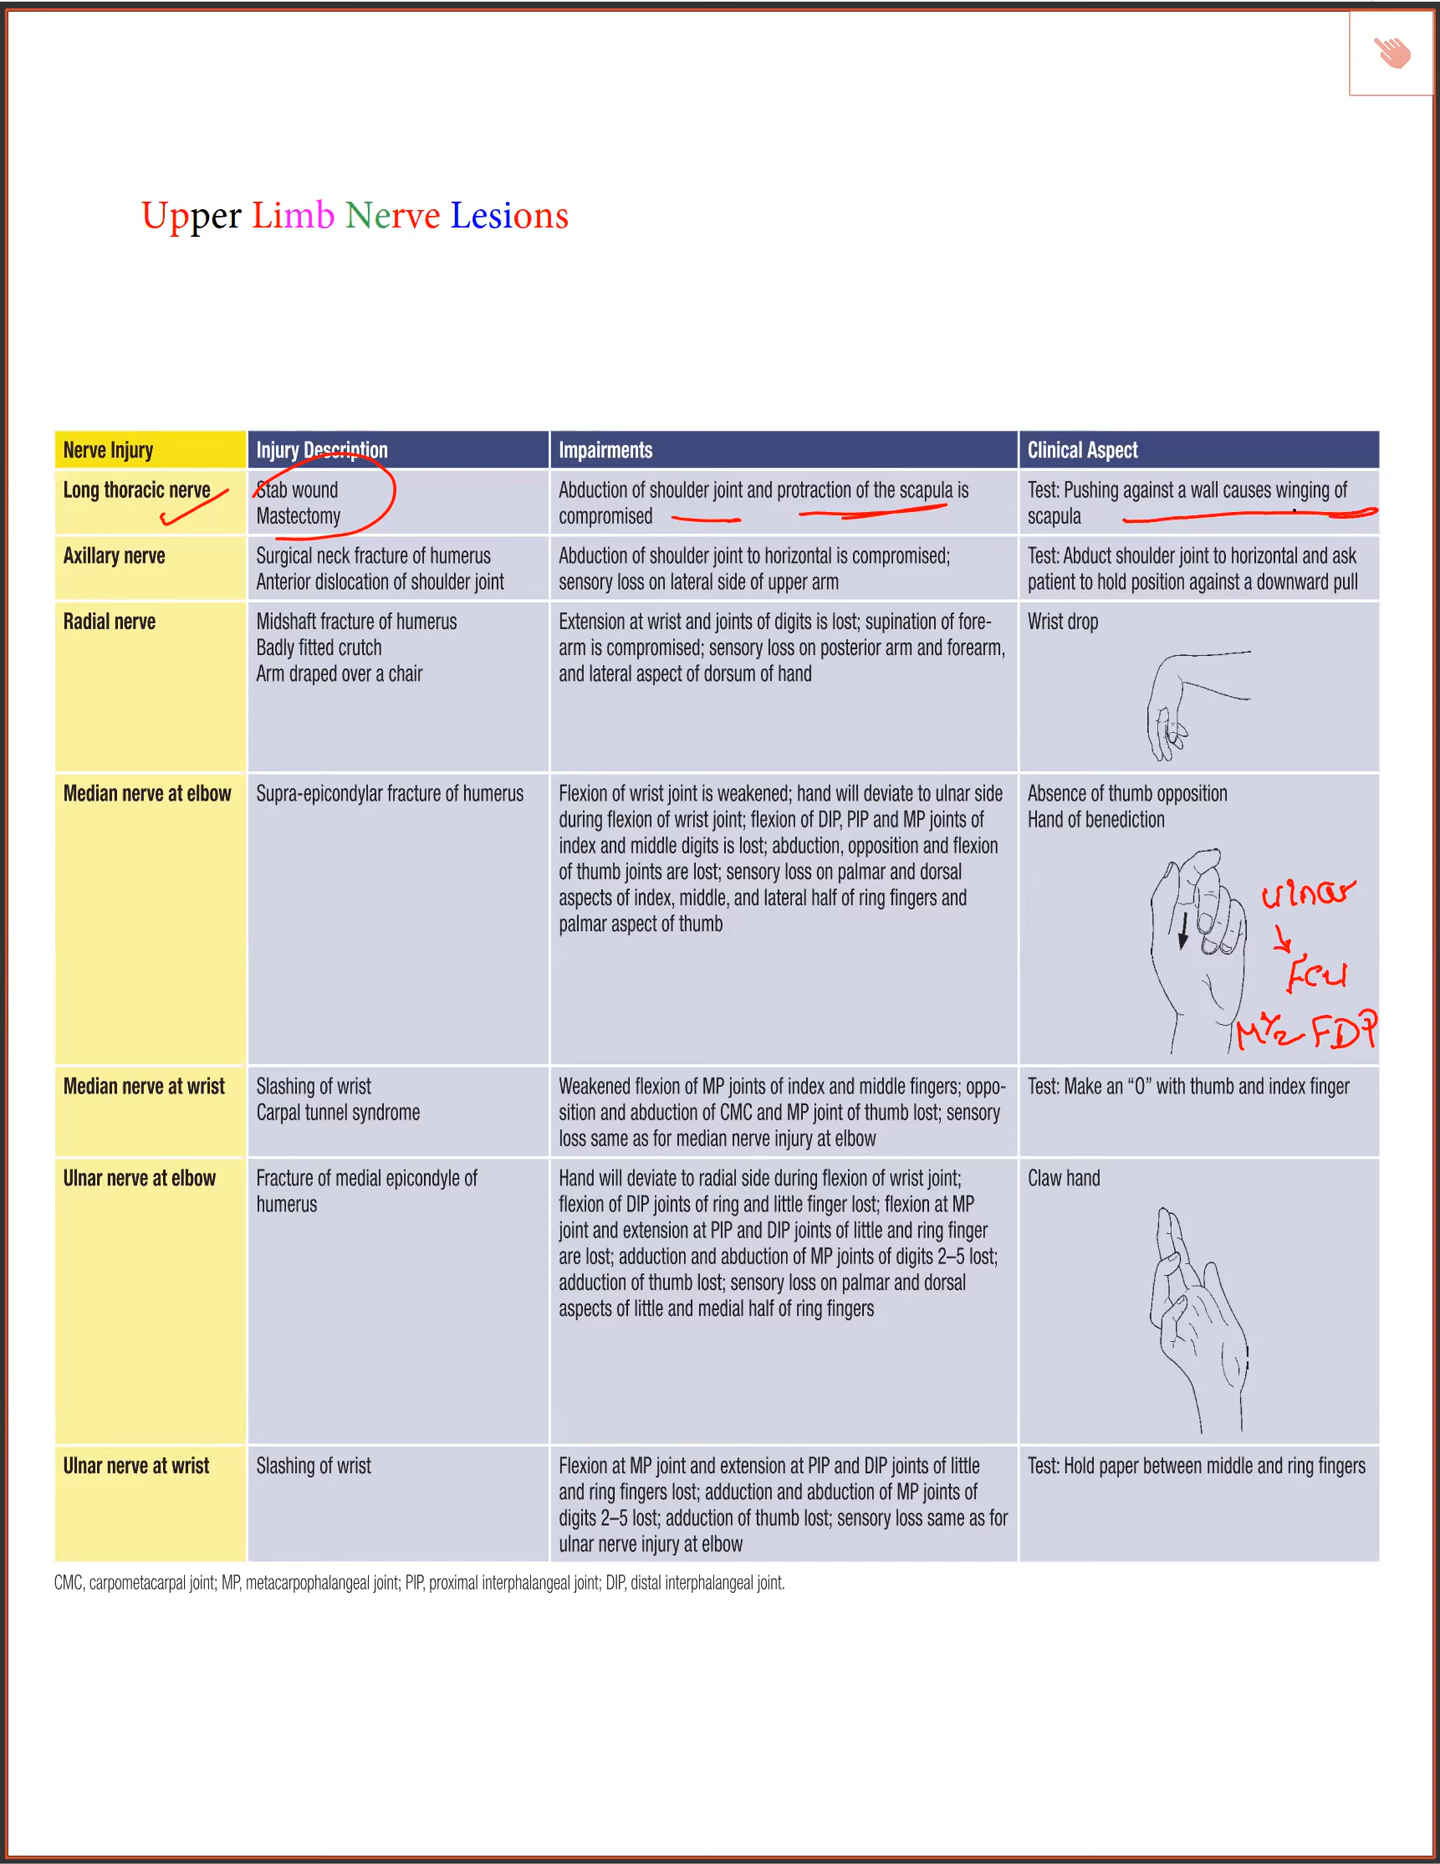 Upper Limb Nerve Lesions
Nerve Injury
Injury Description
Impairments
Clinical Aspect
Long thoracic nerve
Stab wound
Mastectomy
Abduction of shoulder joint and protraction of the scapula is
compromised
Test: Pushing against a wall causes winging of
scapula
Axillary nerve
Surgical neck fracture of humerus
Anterior dislocation of shoulder joint
Abduction of shoulder joint to horizontal is compromised;
sensory loss on lateral side of upper arm
Test: Abduct shoulder joint to horizontal and ask
patient to hold position against a downward pull
Radial nerve
Midshaft fracture of humerus
Badly fitted crutch
Arm draped over a chair
Extension at wrist and joints of digits is lost; supination of fore-
arm is compromised; sensory loss on posterior arm and forearm,
and lateral aspect of dorsum of hand
Wrist drop
Median nerve at elbow
Supra-epicondylar fracture of humerus
Flexion of wrist joint is weakened; hand will deviate to ulnar side
during flexion of wrist joint; flexion of DIP, PIP and MP joints of
index and middle digits is lost; abduction, opposition and flexion
of thumb joints are lost; sensory loss on palmar and dorsal
aspects of index, middle, and lateral half of ring fingers and
palmar aspect of thumb
Absence of thumb opposition
Hand of benediction
ulnar
FCU
M½ FDP
Median nerve at wrist
Slashing of wrist
Carpal tunnel syndrome
Weakened flexion of MP joints of index and middle fingers; oppo-
sition and abduction of CMC and MP joint of thumb lost; sensory
loss same as for median nerve injury at elbow
Test: Make an “O” with thumb and index finger
Ulnar nerve at elbow
Fracture of medial epicondyle of
humerus
Hand will deviate to radial side during flexion of wrist joint;
flexion of DIP joints of ring and little finger lost; flexion at MP
joint and extension at PIP and DIP joints of little and ring finger
are lost; adduction and abduction of MP joints of digits 2–5 lost;
adduction of thumb lost; sensory loss on palmar and dorsal
aspects of little and medial half of ring fingers
Claw hand
Ulnar nerve at wrist
Slashing of wrist
Flexion at MP joint and extension at PIP and DIP joints of little
and ring fingers lost; adduction and abduction of MP joints of
digits 2–5 lost; adduction of thumb lost; sensory loss same as for
ulnar nerve injury at elbow
Test: Hold paper between middle and ring fingers
CMC, carpometacarpal joint; MP, metacarpophalangeal joint; PIP, proximal interphalangeal joint; DIP, distal interphalangeal joint.